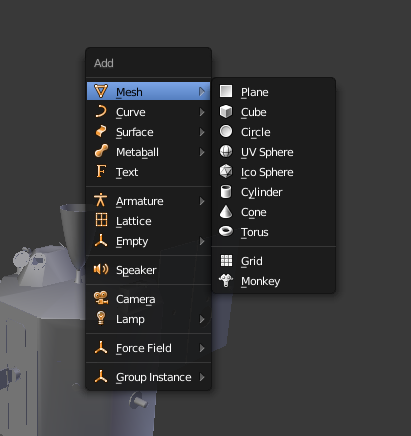 Add
Mesh
Curve
Surface
Metaball
Text
Armature
Lattice
Empty
Speaker
Camera
Lamp
Force Field
Group Instance
Plane
Cube
Circle
UV Sphere
Ico Sphere
Cylinder
Cone
Torus
Grid
Monkey